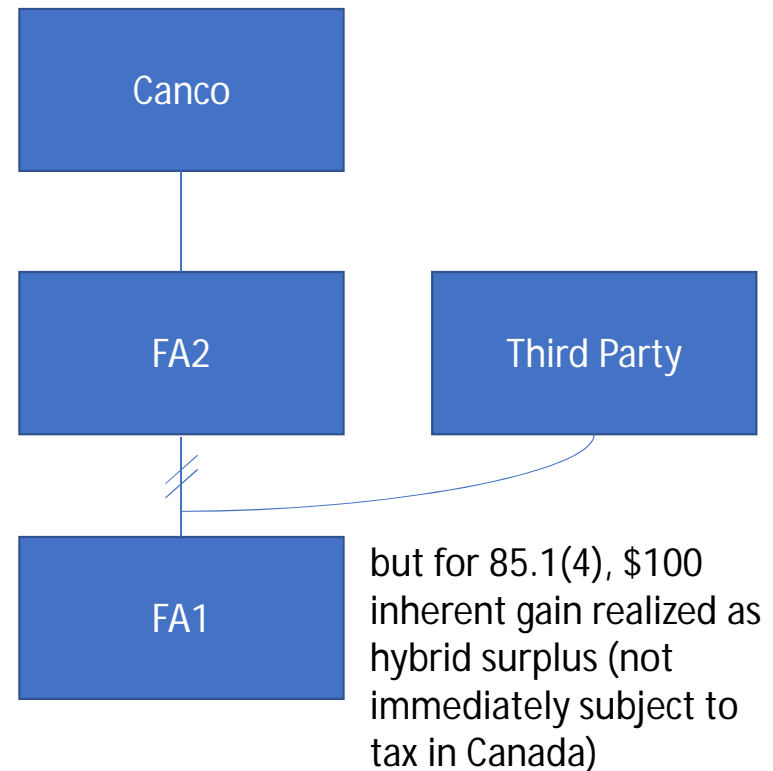 Canco
FA2
Third Party
FA1
but for 85.1(4), $100
inherent gain realized as
hybrid surplus (not
immediately subject to
tax in Canada)